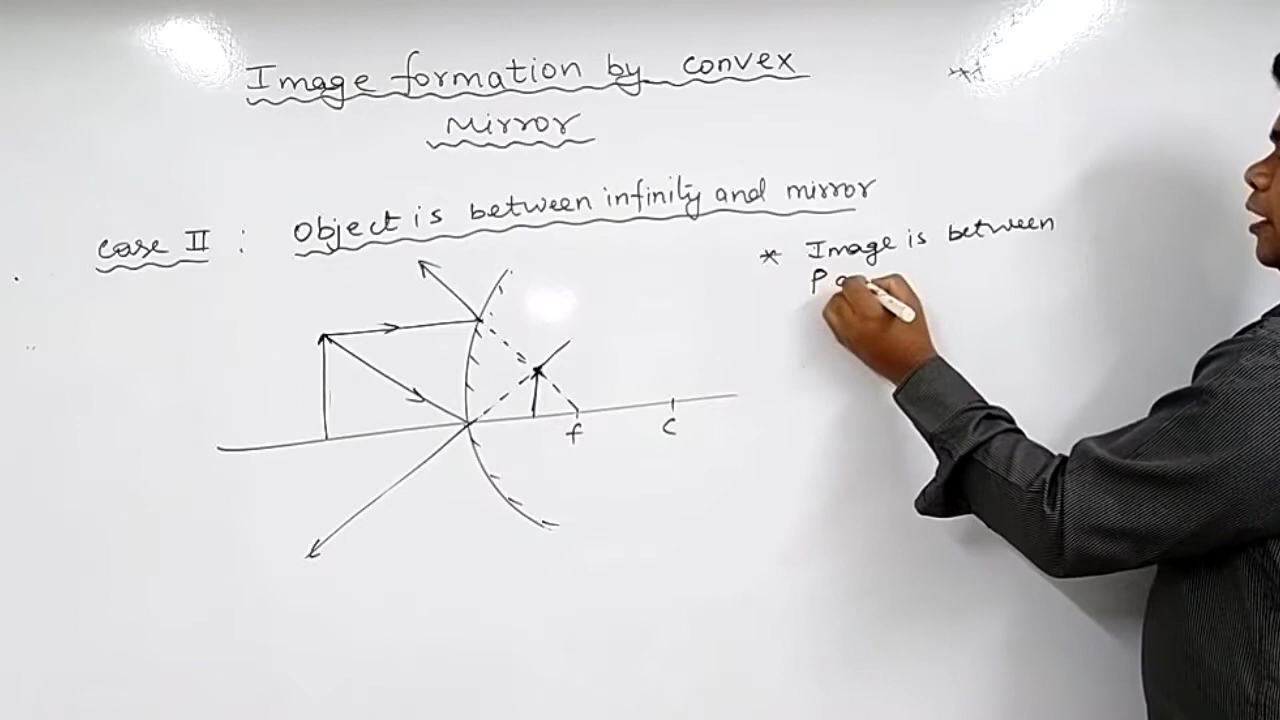 Image formation by convex
Mirror
Case II : Object is between infinity and mirror
* Image is between
P
f
C